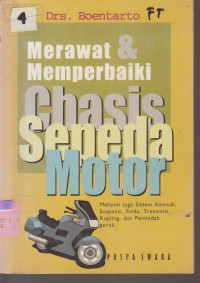 4
Drs. Boentarto
FT
Merawat &
Memperbaiki
Chasis
Sepeda
Motor
Meliputi juga Sistem Kemudi,
Suspensi, Roda, Transmisi,
Kopling, dan Pemindah
gerak.
PUSPA SWARA